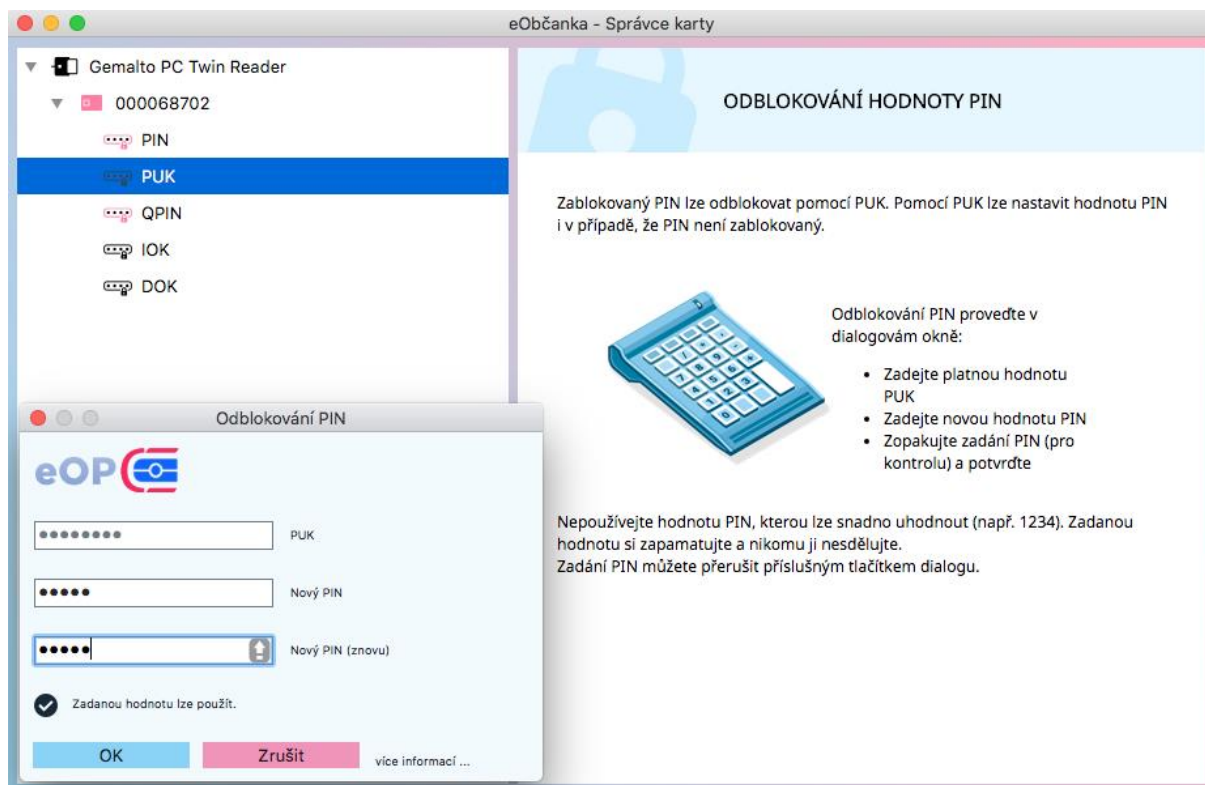 eObčanka - Správce karty
Gemalto PC Twin Reader
000068702
PIN
PUK
QPIN
IOK
DOK
ODBLOKOVÁNÍ HODNOTY PIN
Zablokovaný PIN lze odblokovat pomocí PUK. Pomocí PUK lze nastavit hodnotu PIN
i v případě, že PIN není zablokovaný.
Odblokování PIN proveďte v
dialogovám okně:
• Zadejte platnou hodnotu
PUK
• Zadejte novou hodnotu PIN
• Zopakujte zadání PIN (pro
kontrolu) a potvrďte
Nepoužívejte hodnotu PIN, kterou lze snadno uhodnout (např. 1234). Zadanou
hodnotu si zapamatujte a nikomu ji nesdělujte.
Zadání PIN můžete přerušit příslušným tlačítkem dialogu.
Odblokování PIN
eOP
PUK
Nový PIN
Nový PIN (znovu)
Zadanou hodnotu lze použít.
OK
Zrušit
více informací ...